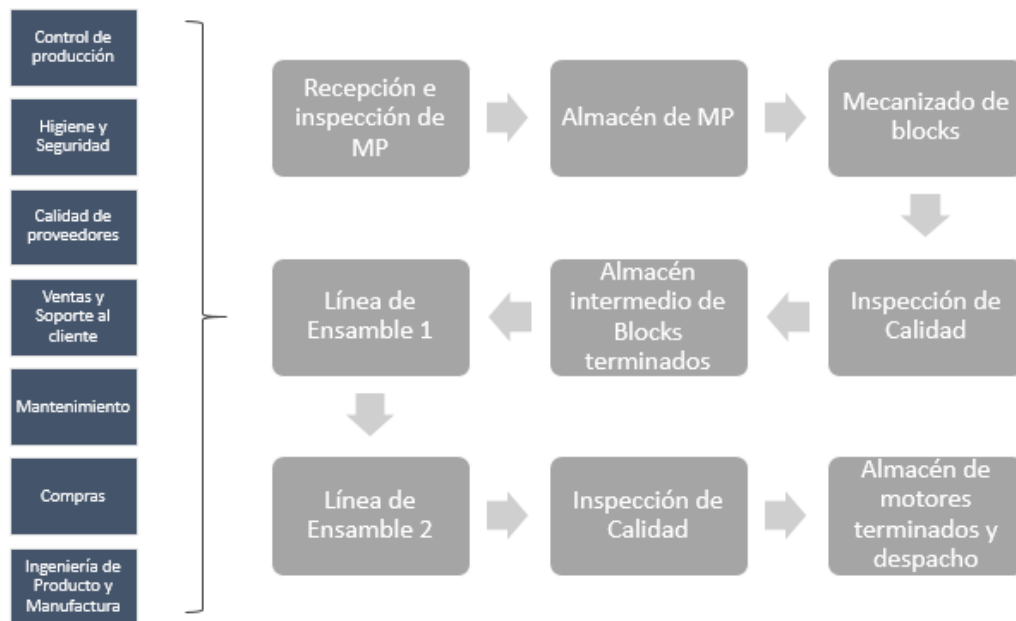 Control de
producción
Higiene y
Seguridad
Calidad de
proveedores
Ventas y
Soporte al
cliente
Mantenimiento
Compras
Ingeniería de
Producto y
Manufactura
Recepción e
inspección de
MP
Almacén de MP
Mecanizado de
blocks
Línea de
Ensamble 1
Almacén
intermedio de
Blocks
terminados
Inspección de
Calidad
Línea de
Ensamble 2
Inspección de
Calidad
Almacén de
motores
terminados y
despacho